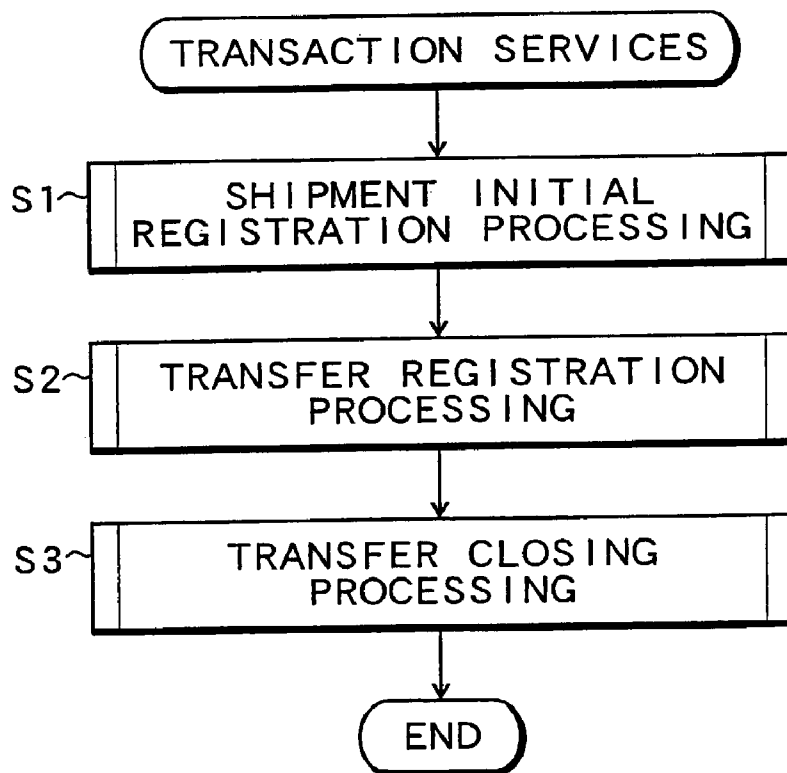 TRANSACTION SERVICES
S1
SHIPMENT INITIAL
REGISTRATION PROCESSING
S2
TRANSFER REGISTRATION
PROCESSING
S3
TRANSFER CLOSING
PROCESSING
END